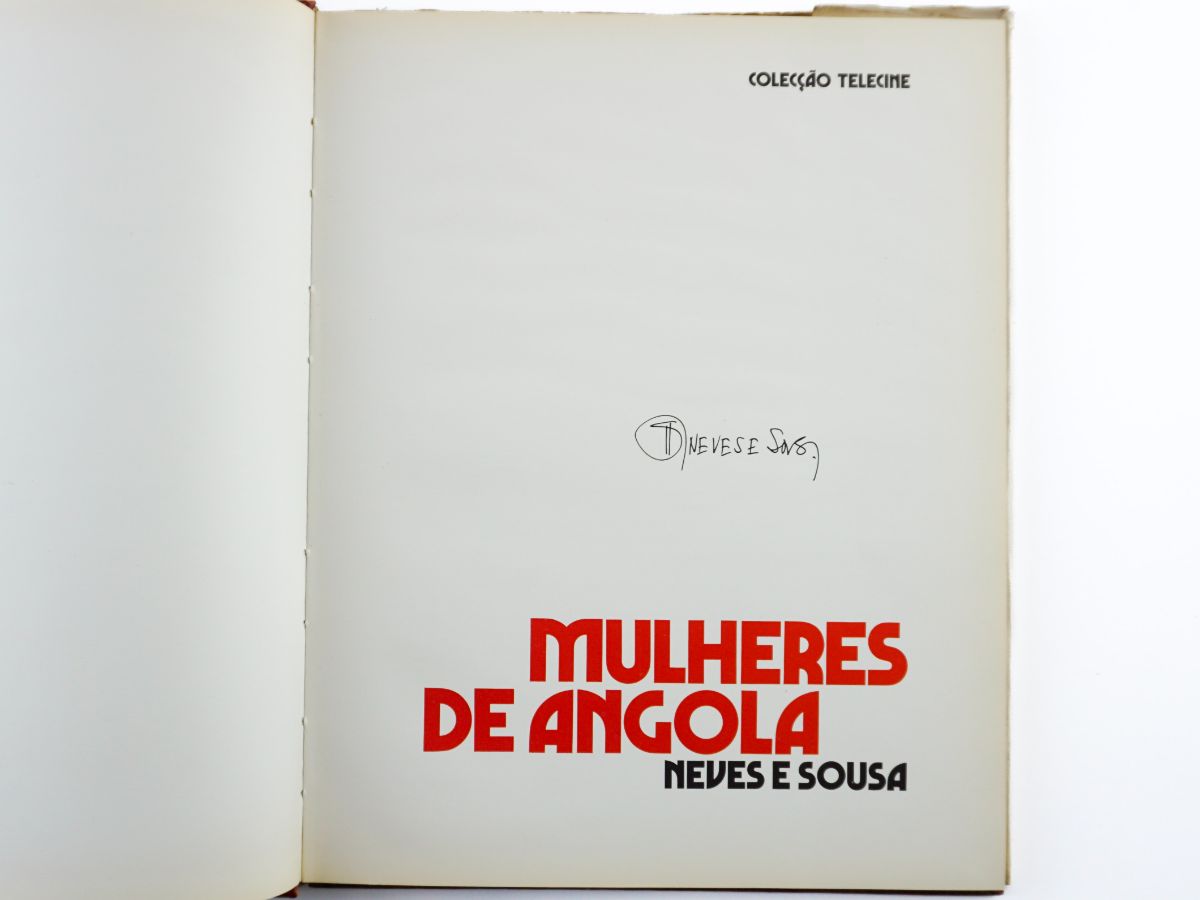 COLECÇÃO TELECINE
NEVES E SOUSA
MULHERES
DE ANGOLA
NEVES E SOUSA